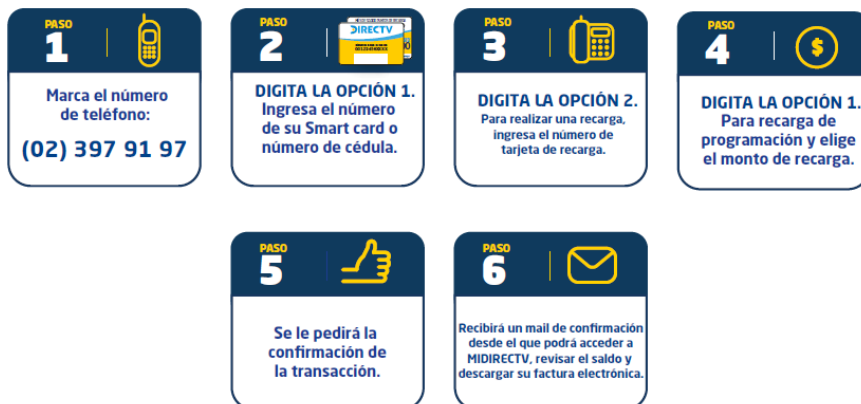 PASO
1
Marca el número
de teléfono:
(02) 397 91 97
PASO
2
DIRECTV
DIGITA LA OPCIÓN 1.
Ingresa el número
de su Smart card o
número de cédula.
PASO
3
DIGITA LA OPCIÓN 2.
Para realizar una recarga,
ingresa el número de
tarjeta de recarga.
PASO
4
$
DIGITA LA OPCIÓN 1.
Para recarga de
programación y elige
el monto de recarga.
PASO
5
Se le pedirá la
confirmación de
la transacción.
PASO
6
Recibirá un mail de confirmación
desde el que podrá acceder a
MIDIRECTV, revisar el saldo y
descargar su factura electrónica.